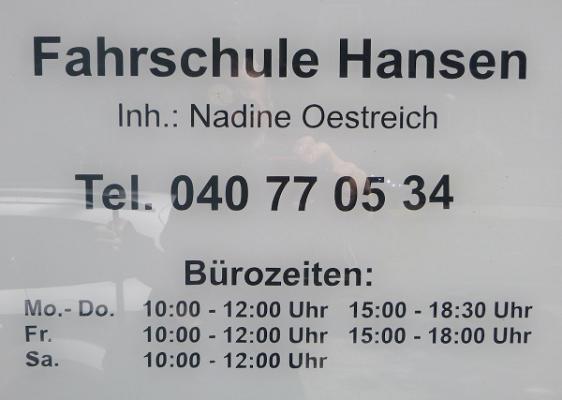 Fahrschule Hansen
Inh.: Nadine Oestreich
Tel. 040 77 05 34
Bürozeiten:
Mo.- Do. 10:00 - 12:00 Uhr 15:00 - 18:30 Uhr
Fr. 10:00 - 12:00 Uhr 15:00 - 18:00 Uhr
Sa. 10:00 - 12:00 Uhr